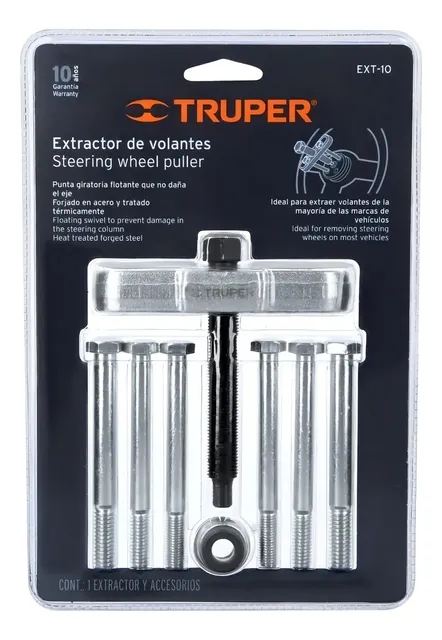 10 años
Garantía
Warranty
EXT-10
TRUPER®
Extractor de volantes
Steering wheel puller
Punta giratoria flotante que no daña
el eje
Forjado en acero y tratado
térmicamente
Floating swivel to prevent damage in
the steering column
Heat treated forged steel
Ideal para extraer volantes de la
mayoría de las marcas de
vehículos
Ideal for removing steering
wheels on most vehicles
TRUPER
CONT.: 1 EXTRACTOR Y ACCESORIOS